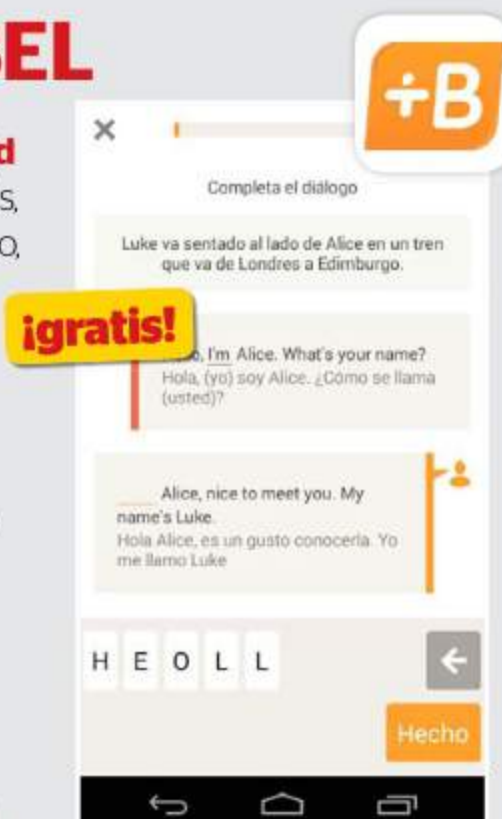 EL
d
S,
O,
+B
Completa el diálogo
Luke va sentado al lado de Alice en un tren
que va de Londres a Edimburgo.
¡gratis!
I'm Alice. What's your name?
Hola, (yo) soy Alice. ¿Cómo se llama
(usted)?
____ Alice, nice to meet you. My
name's Luke.
Hola Alice, es un gusto conocerla. Yo
me llamo Luke
H E O L L
Hecho